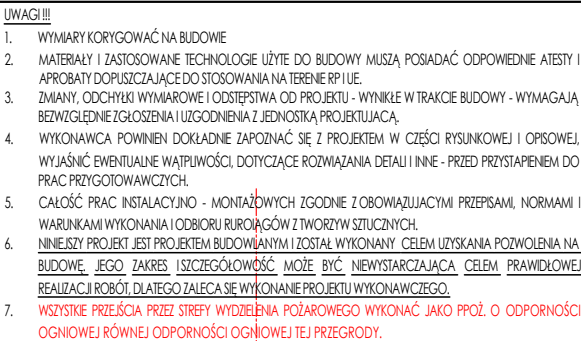 UWAGI !!!
1. WYMIARY KORYGOWAĆ NA BUDOWIE
2. MATERIAŁY I ZASTOSOWANE TECHNOLOGIE UŻYTE DO BUDOWY MUSZĄ POSIADAĆ ODPOWIEDNIE ATESTY I
APROBATY DOPUSZCZAJĄCE DO STOSOWANIA NA TERENIE RP I UE.
3. ZMIANY, ODCHYŁKI WYMIAROWE I ODSTĘPSTWA OD PROJEKTU - WYNIKŁE W TRAKCIE BUDOWY - WYMAGAJĄ
BEZWZGLĘDNIE ZGŁOSZENIA I UZGODNIENIA Z JEDNOSTKĄ PROJEKTUJACĄ.
4. WYKONAWCA POWINIEN DOKŁADNIE ZAPOZNAĆ SIĘ Z PROJEKTEM W CZĘŚCI RYSUNKOWEJ I OPISOWEJ,
WYJAŚNIĆ EWENTUALNE WĄTPLIWOŚCI, DOTYCZĄCE ROZWIĄZANIA DETALI I INNE - PRZED PRZYSTĄPIENIEM DO
PRAC PRZYGOTOWAWCZYCH.
5. CAŁOŚĆ PRAC INSTALACYJNO - MONTAŻOWYCH ZGODNIE Z OBOWIĄZUJACYMI PRZEPISAMI, NORMAMI I
WARUNKAMI WYKONANIA I ODBIORU RUROIĄGÓW Z TWORZYW SZTUCZNYCH.
6. NINIEJSZY PROJEKT JEST PROJEKTEM BUDOWLANYM I ZOSTAŁ WYKONANY CELEM UZYSKANIA POZWOLENIA NA
BUDOWĘ. JEGO ZAKRES I SZCZEGÓŁOWOŚĆ MOŻE BYĆ NIEWYSTARCZAJĄCA CELEM PRAWIDŁOWEJ
REALIZACJI ROBÓT, DLATEGO ZALECA SIĘ WYKONANIE PROJEKTU WYKONAWCZEGO.
7. WSZYSTKIE PRZEJŚCIA PRZEZ STREFY WYDZIELENIA POŻAROWEGO WYKONAĆ JAKO PPOŻ. O ODPORNOŚCI
OGNIOWEJ RÓWNEJ ODPORNOŚCI OGNIOWEJ TEJ PRZEGRODY.